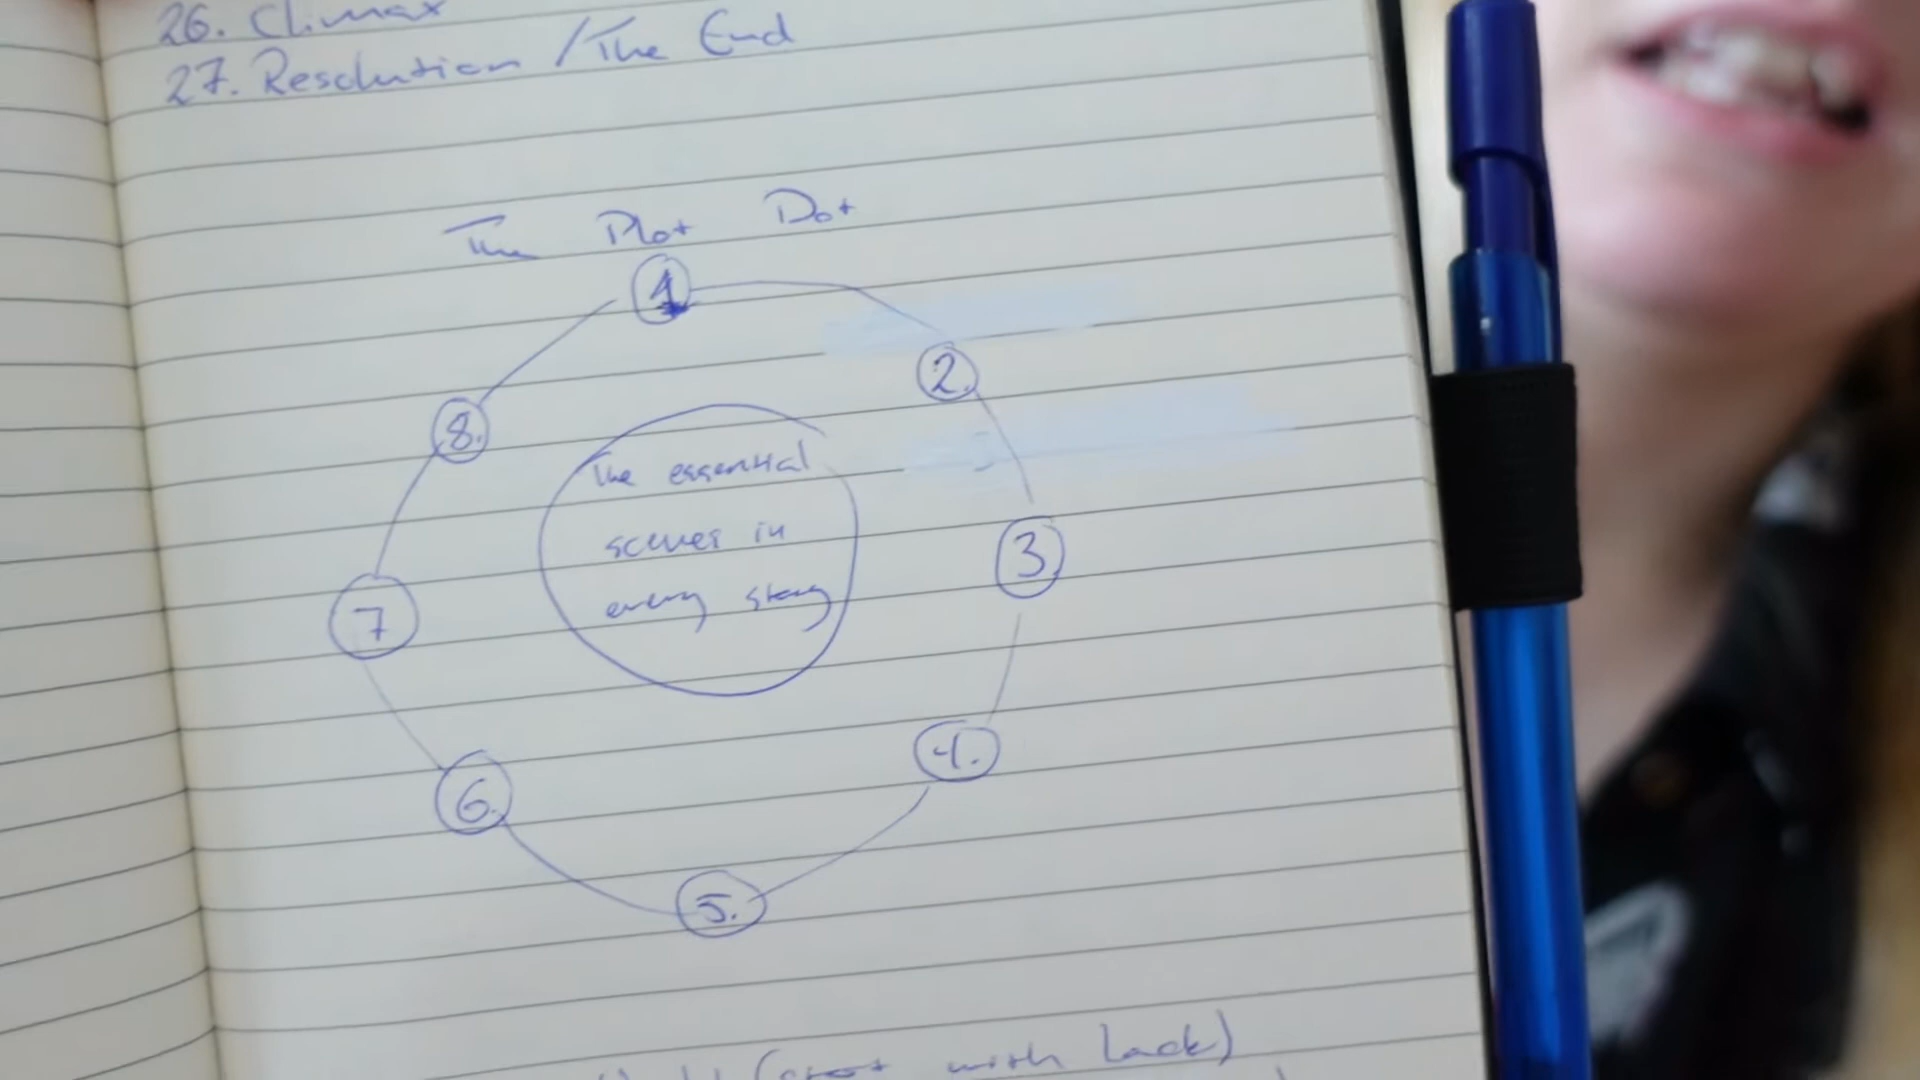 26. Climax
27. Resolution / The End
The Plot Dot
1
2.
3.
4.
5.
6.
7
8.
The essential
scenes in
every story
with lack)